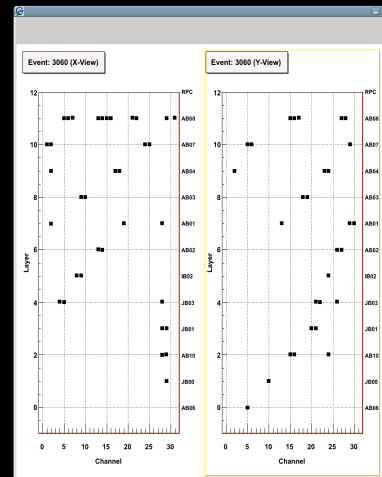 Event: 3060 (X-View)
Event: 3060 (Y-View)
12
RPC
AB08
10
AB07
AB04
8
AB03
AB01
6
AB02
Layer
IB02
4
JB03
JB01
2
AB10
JB00
0
AB06
0 5 10 15 20 25 30
Channel
12
RPC
AB08
10
AB07
AB04
8
AB03
AB01
6
AB02
Layer
IB02
4
JB03
JB01
2
AB10
JB00
0
AB06
0 5 10 15 20 25 30
Channel